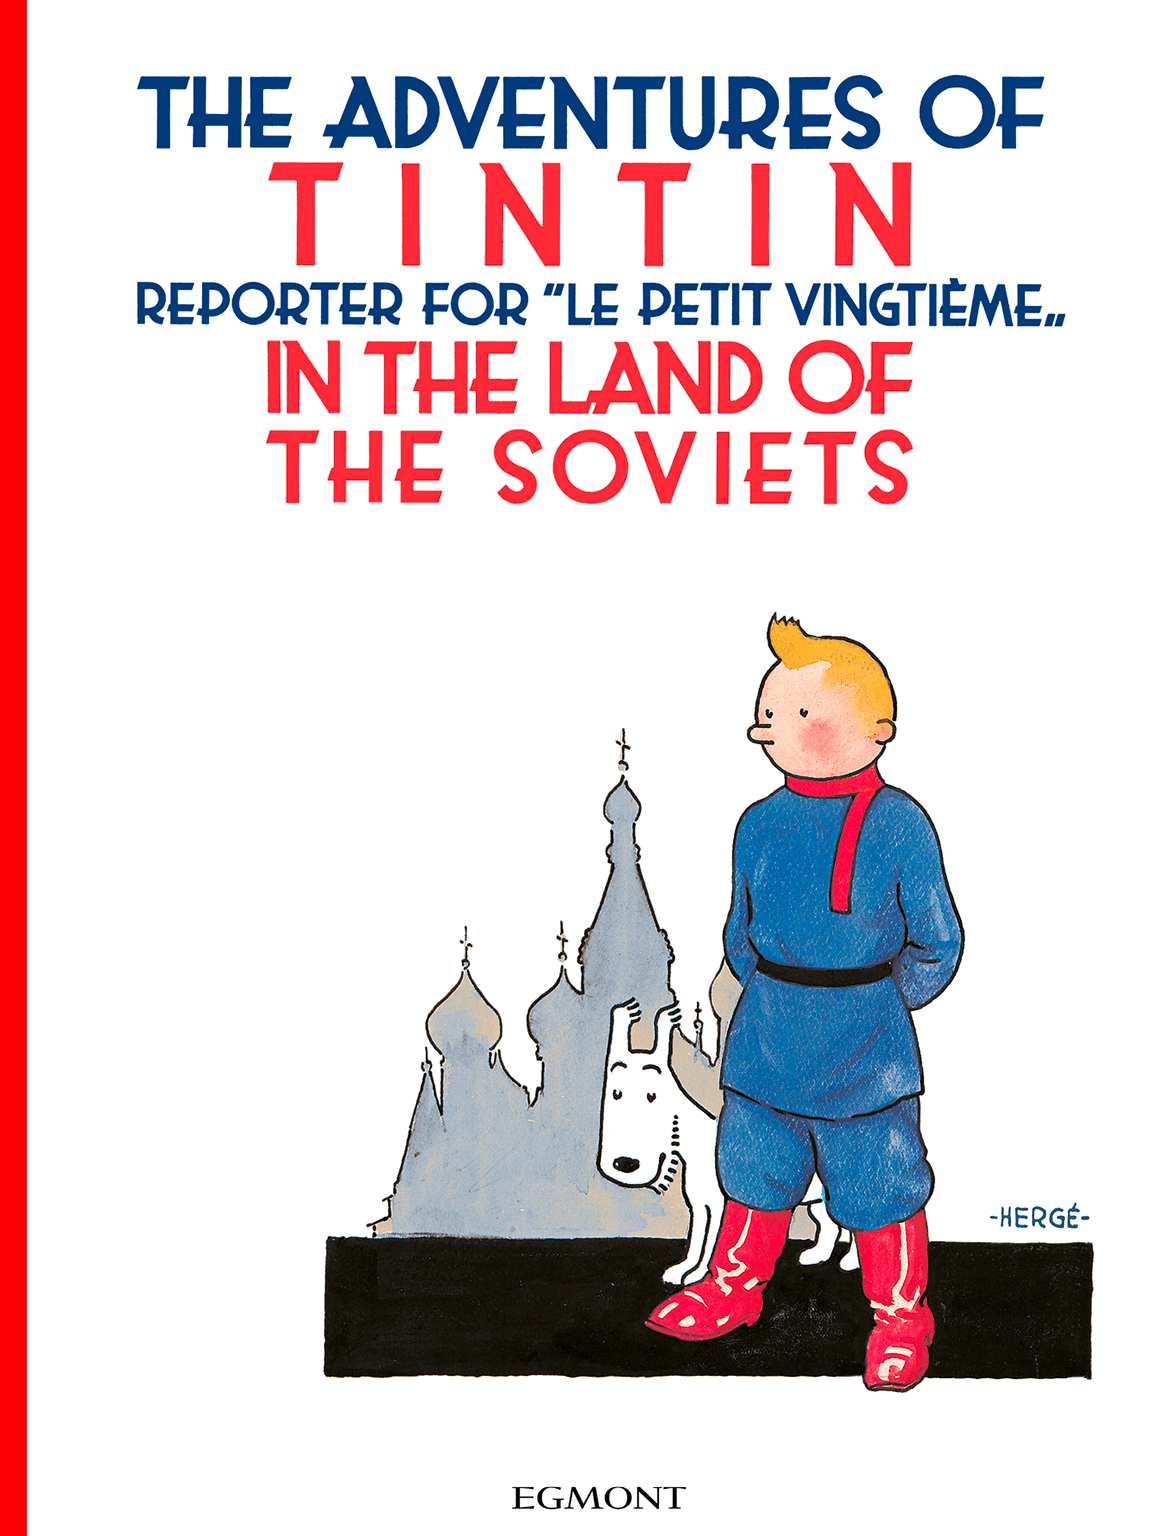 THE ADVENTURES OF
TINTIN
REPORTER FOR "LE PETIT VINGTIÈME„
IN THE LAND OF
THE SOVIETS
-HERGÉ-
EGMONT